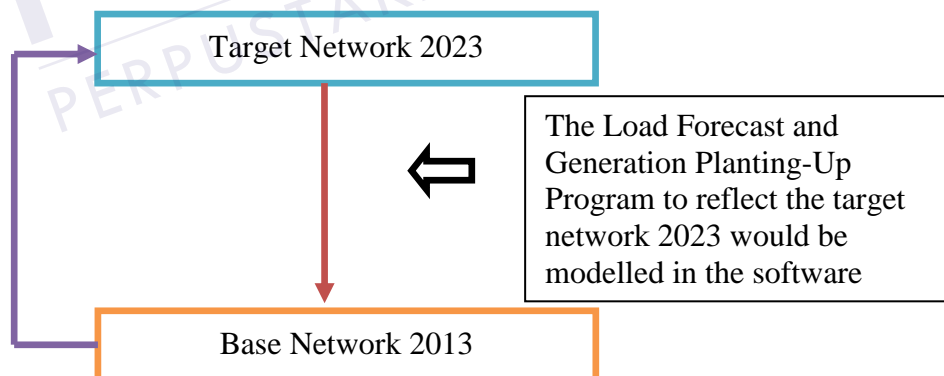 Target Network 2023
PERPUSTAK
The Load Forecast and
Generation Planting-Up
Program to reflect the target
network 2023 would be
modelled in the software
Base Network 2013